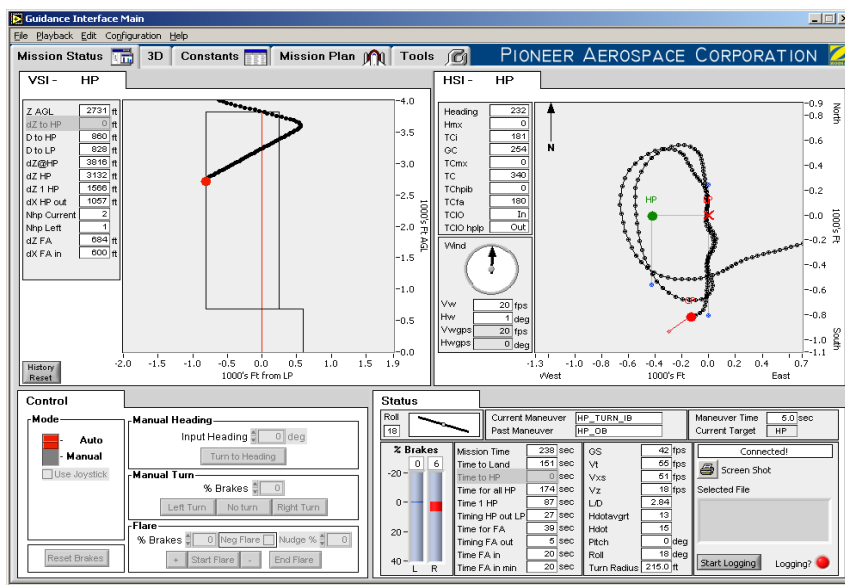 Guidance Interface Main
File Playback Edit Configuration Help
Mission Status 3D Constants Mission Plan Tools PIONEER AEROSPACE CORPORATION
VSI - HP
Z AGL 2731 ft
dZ to HP 0 ft
D to HP 860 ft
D to LP 828 ft
dZ@HP 3816 ft
dZ HP 3132 ft
dZ 1 HP 1566 ft
dX HP out 1057 ft
Nhp Current 2
Nhp Left 1
dZ FA 684 ft
dX FA in 600 ft
History Reset
-4.0
-3.5
-3.0
-2.5
-2.0
-1.5
-1.0
-0.5
-0.0
1000's Ft AGL
-2.0 -1.5 -1.0 -0.5 0.0 0.5 1.0 1.5 1.9
1000's Ft from LP
HSI - HP
Heading 232
Hmx 0
TCi 181
GC 254
TCmx 0
TC 340
TChpib 0
TCfa 180
TCIO In
TCIO hplp Out
Wind
Vw 20 fps
Hw 1 deg
Vwgps 20 fps
Hwgps 0 deg
N
HP
-0.9
-0.8
-0.6
-0.4
-0.2
-0.0
-0.2
-0.4
-0.6
-0.8
-1.0
-1.1
North
1000's Ft
South
-1.3 -1.0 -0.8 -0.6 -0.4 -0.2 0.0 0.2 0.4 0.7
West 1000's Ft East
Control
Mode
Auto
Manual
Use Joystick
Reset Brakes
Manual Heading
Input Heading 0 deg
Turn to Heading
Manual Turn
% Brakes 0
Left Turn No turn Right Turn
Flare
% Brakes 0 Neg Flare Nudge % 0
+ Start Flare - End Flare
Status
Roll
18
Current Maneuver HP_TURN_IB
Past Maneuver HP_OB
Maneuver Time 5.0 sec
Current Target HP
% Brakes
0 6
-20
0
20
40
L R
Mission Time 238 sec
Time to Land 151 sec
Time to HP 0 sec
Time for all HP 174 sec
Time 1 HP 87 sec
Timing HP out LP 27 sec
Time for FA 39 sec
Timing FA out 5 sec
Time FA in 20 sec
Time FA in min 20 sec
GS 42 fps
Vt 55 fps
Vxs 51 fps
Vz 18 fps
L/D 2.84
Hdotavgrt 13
Hdot 15
Pitch 0 deg
Roll 18 deg
Turn Radius 215.0 ft
Connected!
Screen Shot
Selected File
Start Logging Logging?